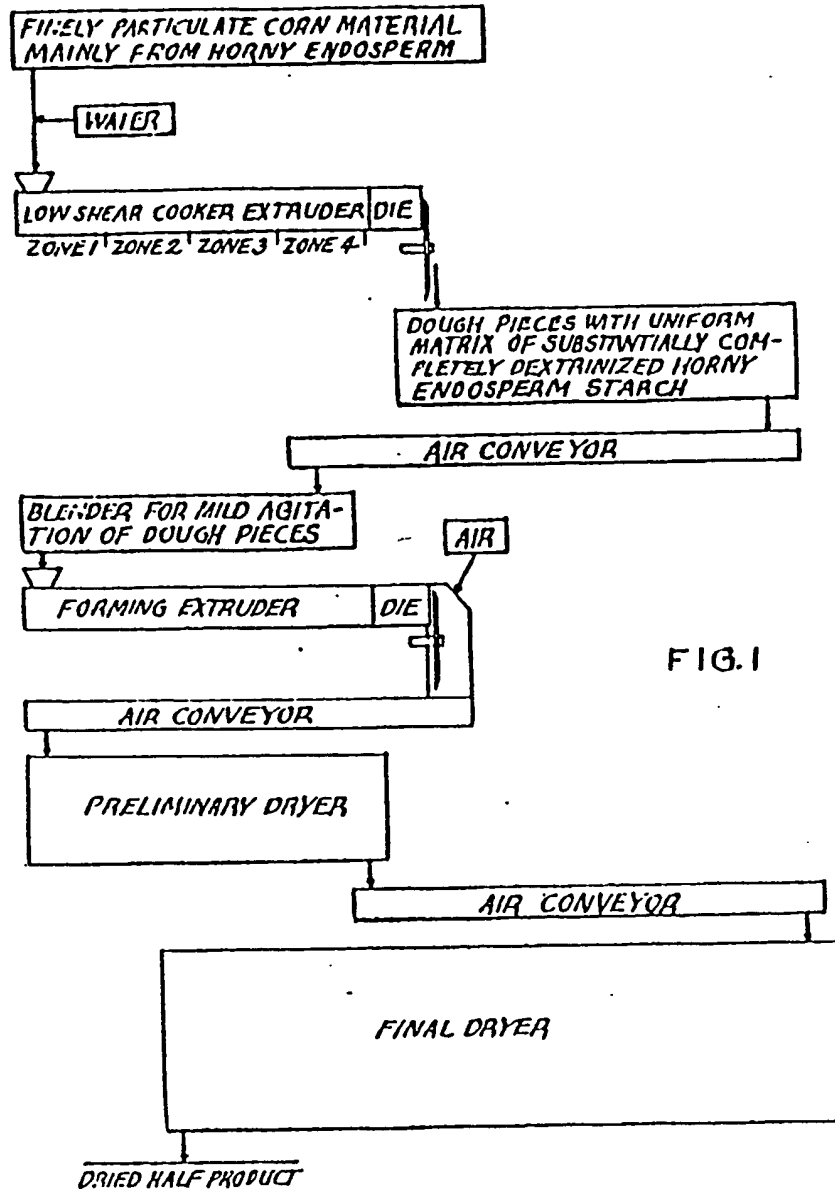 FINELY PARTICULATE CORN MATERIAL
MAINLY FROM HORNY ENDOSPERM
WATER
LOW SHEAR COOKER EXTRUDER DIE
ZONE 1 ZONE 2 ZONE 3 ZONE 4
DOUGH PIECES WITH UNIFORM
MATRIX OF SUBSTANTIALLY COM-
PLETELY DEXTRINIZED HORNY
ENDOSPERM STARCH
AIR CONVEYOR
BLENDER FOR MILD AGITA-
TION OF DOUGH PIECES
AIR
FORMING EXTRUDER DIE
FIG.1
AIR CONVEYOR
PRELIMINARY DRYER
AIR CONVEYOR
FINAL DRYER
DRIED HALF PRODUCT